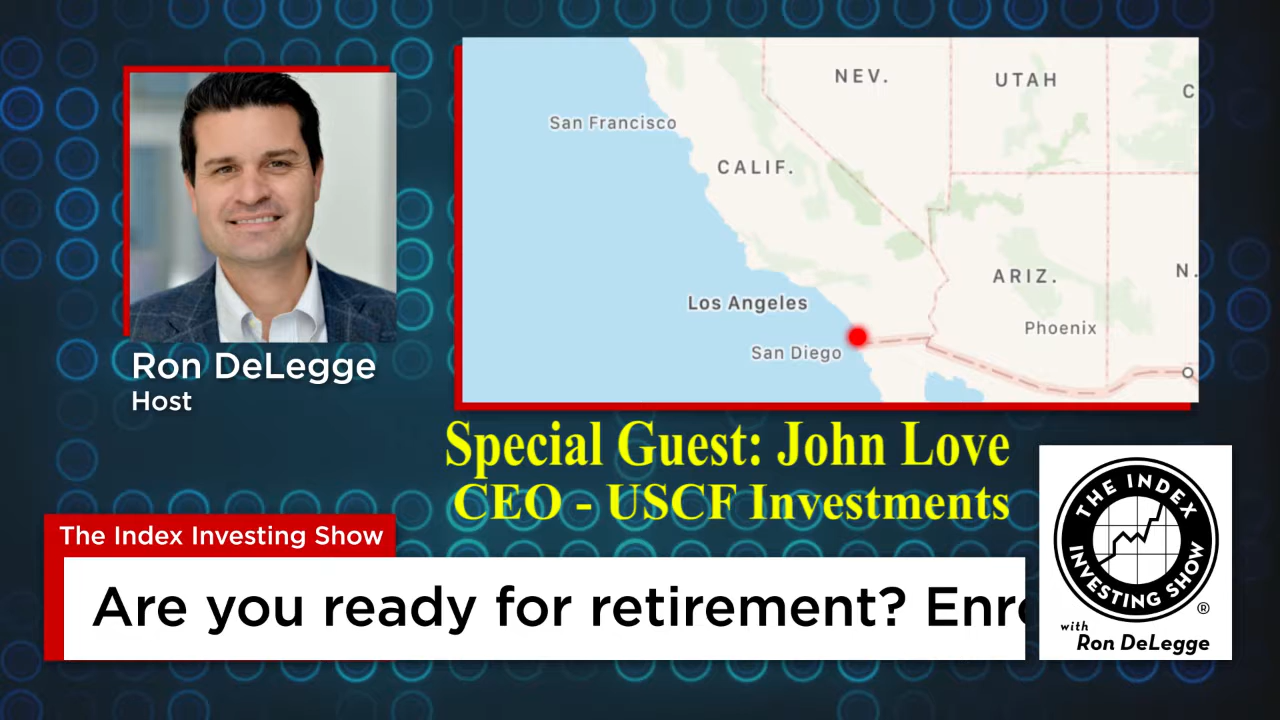 NEV.
UTAH
C
San Francisco
CALIF.
ARIZ.
N.
Los Angeles
Phoenix
San Diego
Ron DeLegge
Host
Special Guest: John Love
CEO - USCF Investments
The Index Investing Show
Are you ready for retirement? Enro
THE INDEX
INVESTING SHOW
®
with
Ron DeLegge